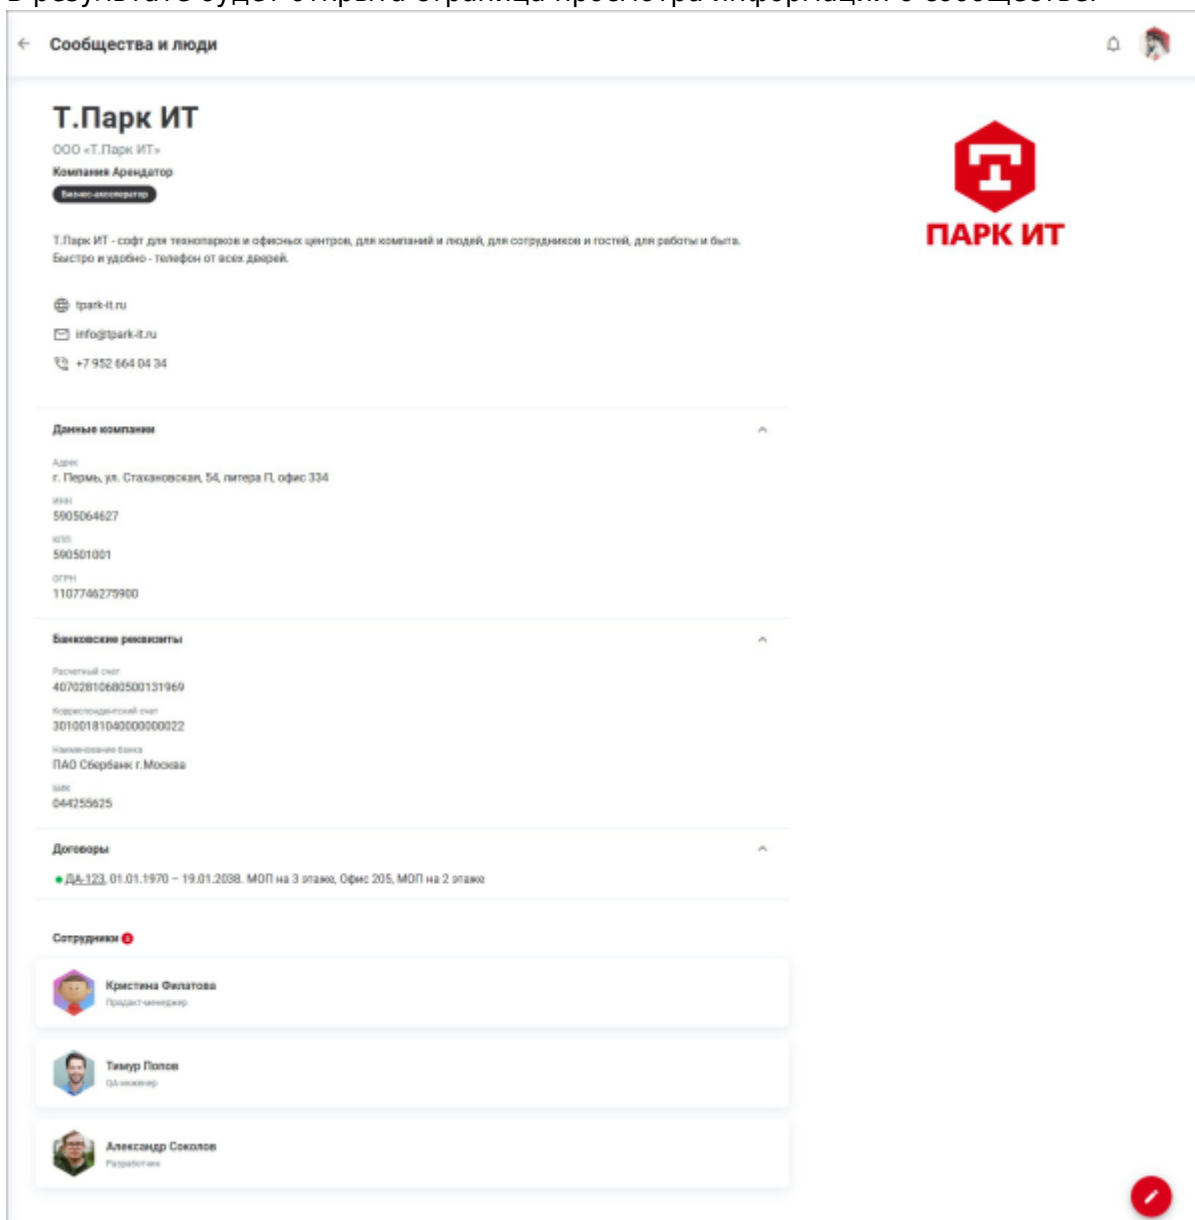 В результате будет открыта страница просмотра информации о сообществе.
Сообщества и люди
Т.Парк ИТ
ООО «Т.Парк ИТ»
Компания Арендатор
Бизнес-акселератор
Т.Парк ИТ - софт для технопарков и офисных центров, для компаний и людей, для сотрудников и гостей, для работы и быта.
Быстро и удобно - телефон от всех дверей.
ПАРК ИТ
tpark-it.ru
info@tpark-it.ru
+7 952 664 04 34
Данные компании
Адрес
г. Пермь, ул. Стахановская, 54, литера П, офис 334
ИНН
5905064627
КПП
590501001
ОГРН
1107746275900
Банковские реквизиты
Расчетный счет
40702810680500131969
Корреспондентский счет
30100181040000000022
Наименование банка
ПАО Сбербанк г.Москва
БИК
044255625
Договоры
ДА-123, 01.01.1970 – 19.01.2038. МОП на 3 этаже, Офис 205, МОП на 2 этаже
Сотрудники 3
Кристина Филатова
Продакт-менеджер
Тимур Попов
QA-инженер
Александр Соколов
Разработчик